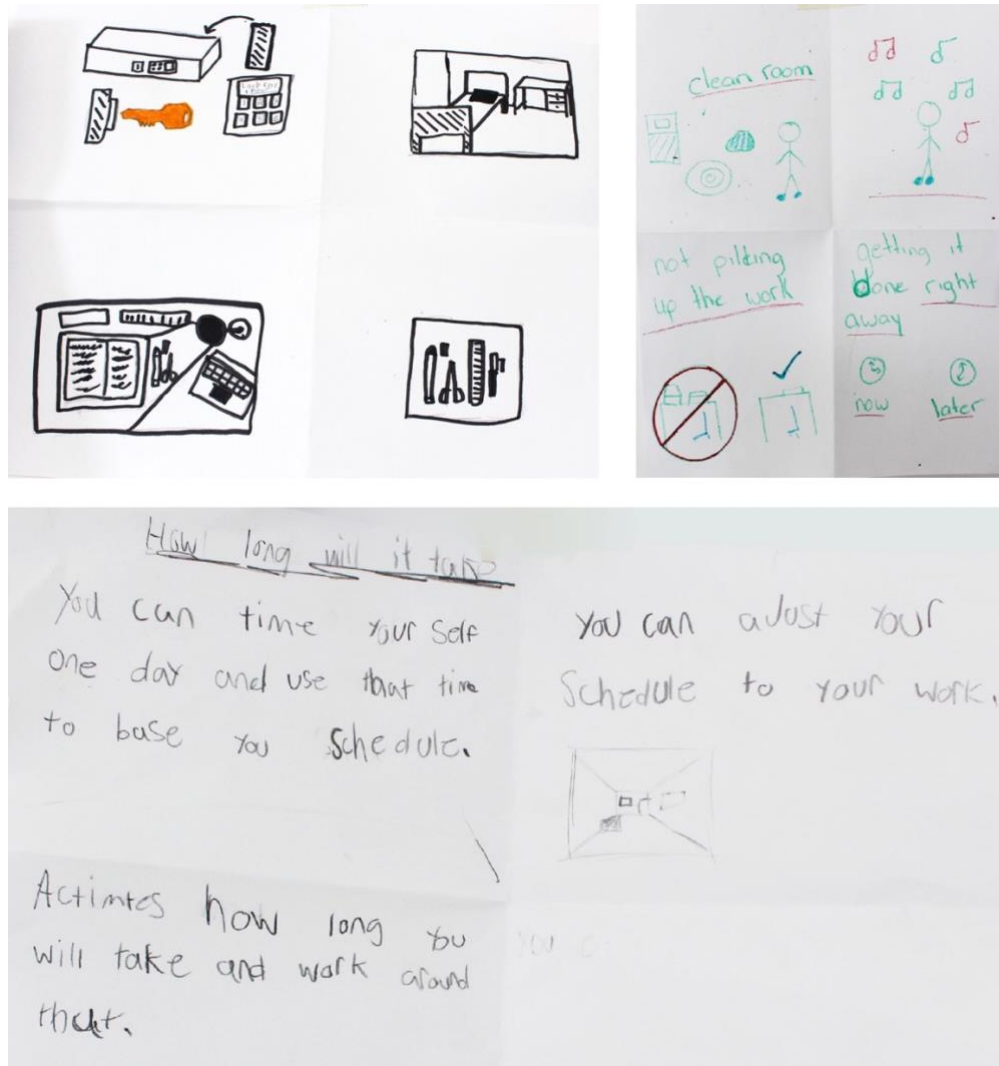 clean room
not pilding
up the work
getting it
done right
away
now
later
How long will it take
You can time your self
one day and use that time
to base you schedule.
You can adust your
Schedule to your work.
Actimtes how long you
will take and work around
that.
You